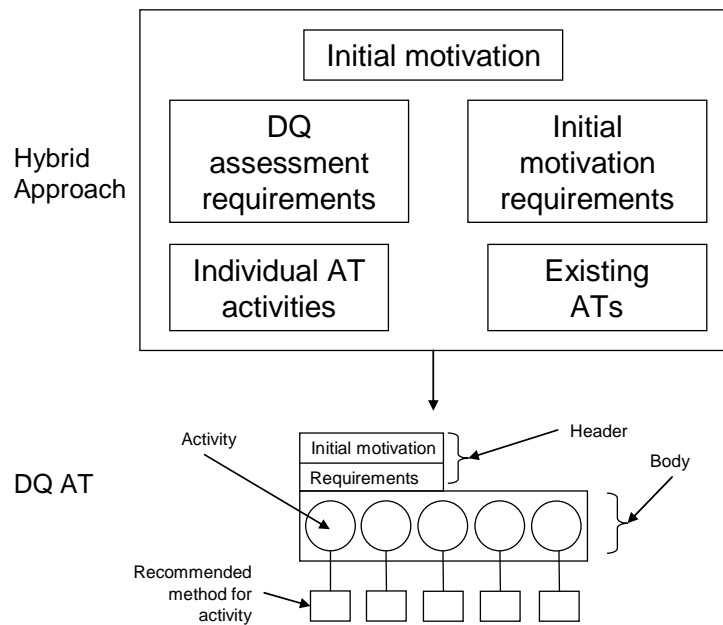 Initial motivation
Hybrid
Approach
DQ
assessment
requirements
Initial
motivation
requirements
Individual AT
activities
Existing
ATs
DQ AT
Activity
Initial motivation
Requirements
Header
Body
Recommended
method for
activity